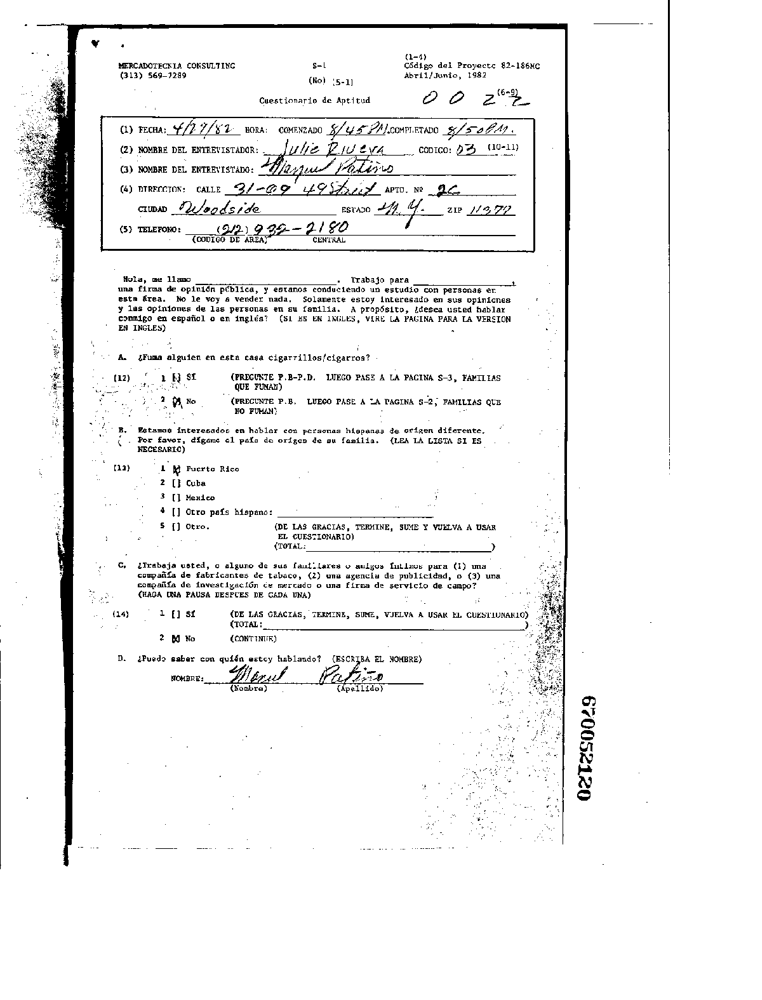 MERCADOTECNIA CONSULTING
(313) 569-7289
S-1
(No) (5-1)
(1-4)
Código del Proyecto 82-186MC
Abril/Junio, 1982
Cuestionario de Aptitud
0 0 2 2 (6-9)
(1) FECHA: 4/27/82 HORA: COMENZADO 8/45 PM COMPLETADO 8/50 PM.
(2) NOMBRE DEL ENTREVISTADOR: CODIGO: 03 (10-11)
(3) NOMBRE DEL ENTREVISTADO: Manuel Patino
(4) DIRECCION: CALLE 31-09 49 Street APTO. Nº 2C
CIUDAD Woodside ESTADO N.Y. ZIP 11377
(5) TELEFONO: (212) 932-2180
(CODIGO DE AREA) CENTRAL
Hola, me llamo ____. Trabajo para ____,
una firma de opinión pública, y estamos conduciendo un estudio con personas en
esta área. No le voy a vender nada. Solamente estoy interesado en sus opiniones
y las opiniones de las personas en su familia. A propósito, ¿desea usted hablar
conmigo en español o en inglés? (SI ES EN INGLES, VIRE LA PAGINA PARA LA VERSION
EN INGLES)
A. ¿Fuma alguien en esta casa cigarrillos/cigarros?
(12) 1 [] Sí (PREGUNTE P.B-P.D. LUEGO PASE A LA PAGINA S-3, FAMILIAS
QUE FUMAN)
2 [X] No (PREGUNTE P.B. LUEGO PASE A LA PAGINA S-2, FAMILIAS QUE
NO FUMAN)
B. Estamos interesados en hablar con personas hispanas de origen diferente.
Por favor, dígame el país de origen de su familia. (LEA LA LISTA SI ES
NECESARIO)
(13) 1 [X] Puerto Rico
2 [] Cuba
3 [] Mexico
4 [] Otro país hispano: ____
5 [] Otro. (DE LAS GRACIAS, TERMINE, SUME Y VUELVA A USAR
EL CUESTIONARIO)
(TOTAL: ____)
C. ¿Trabaja usted, o alguno de sus familiares o amigos íntimos para (1) una
compañía de fabricantes de tabaco, (2) una agencia de publicidad, o (3) una
compañía de investigación de mercado o una firma de servicio de campo?
(HAGA UNA PAUSA DESPUES DE CADA UNA)
(14) 1 [] Sí (DE LAS GRACIAS, TERMINE, SUME, VUELVA A USAR EL CUESTIONARIO)
(TOTAL: ____)
2 [X] No (CONTINUE)
D. ¿Puedo saber con quién estoy hablando? (ESCRIBA EL NOMBRE)
NOMBRE: Manuel Patino
(Nombre) (Apellido)
670052120